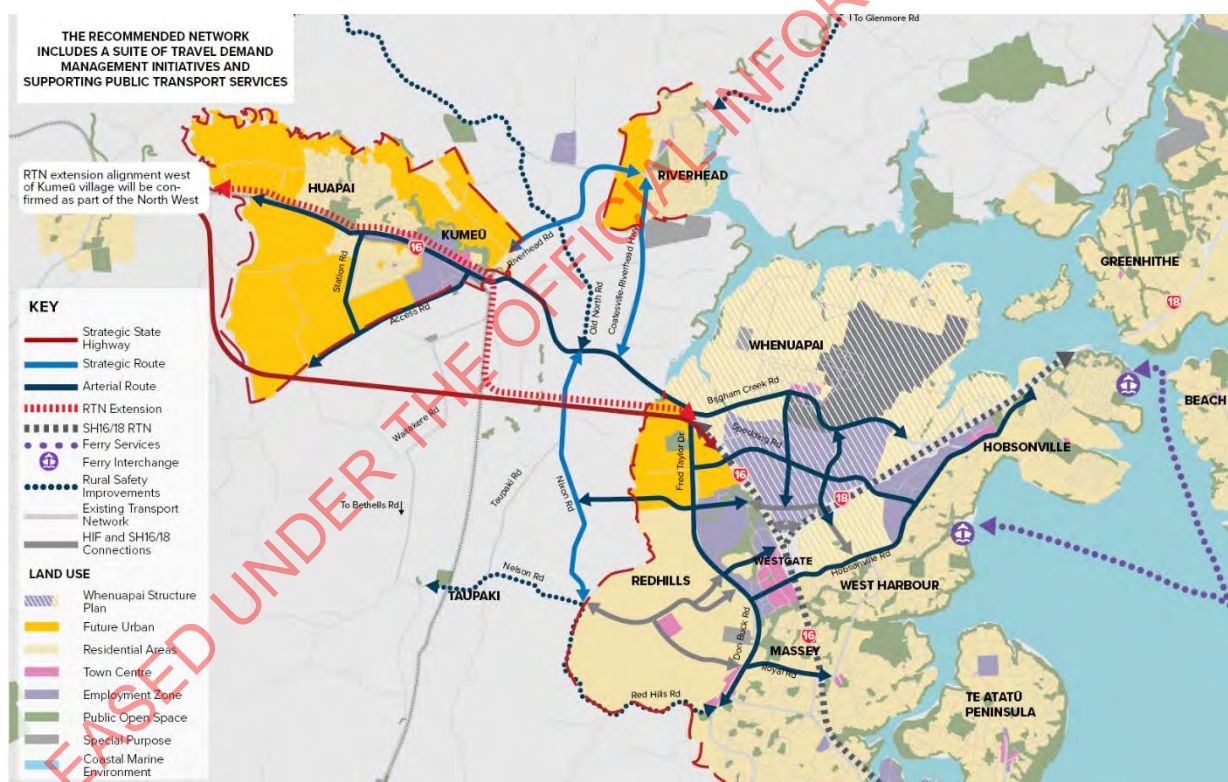 THE RECOMMENDED NETWORK
INCLUDES A SUITE OF TRAVEL DEMAND
MANAGEMENT INITIATIVES AND
SUPPORTING PUBLIC TRANSPORT SERVICES
To Glenmore Rd
RTN extension alignment west
of Kumeū village will be con-
firmed as part of the North West
HUAPAI
KUMEŪ
16
RIVERHEAD
Riverhead Rd
Coatesville-Riverhead Hwy
Old North Rd
Station Rd
Access Rd
GREENHITHE
18
WHENUAPAI
Brigham Creek Rd
Spedding Rd
BEACH
HOBSONVILLE
Waitakere Rd
Taupaki Rd
Nixon Rd
Fred Taylor Dr
16
18
To Bethells Rd
Nelson Rd
TAUPAKI
REDHILLS
WESTGATE
Hobsonville Rd
WEST HARBOUR
Don Buck Rd
16
MASSEY
Royal Rd
Red Hills Rd
TE ATATŪ
PENINSULA
KEY
Strategic State
Highway
Strategic Route
Arterial Route
RTN Extension
SH16/18 RTN
Ferry Services
Ferry Interchange
Rural Safety
Improvements
Existing Transport
Network
HIF and SH16/18
Connections
LAND USE
Whenuapai Structure
Plan
Future Urban
Residential Areas
Town Centre
Employment Zone
Public Open Space
Special Purpose
Coastal Marine
Environment
EASED UNDER THE OFFICIAL INFOR